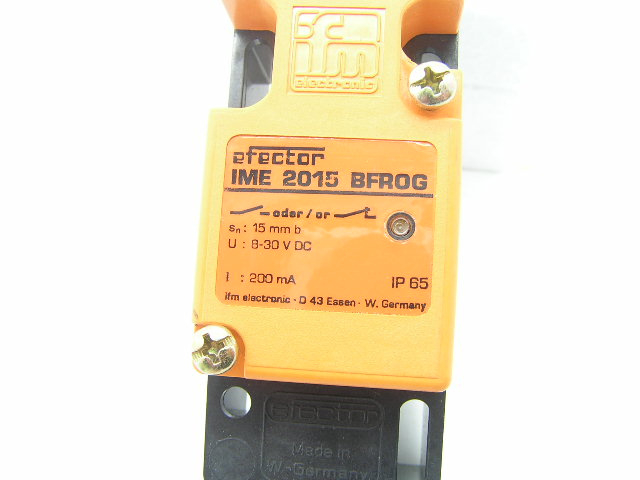 ifm
electronic
efector
IME 2015 BFROG
oder / or
sn : 15 mm b
U : 8-30 V DC
I : 200 mA IP 65
ifm electronic · D 43 Essen · W. Germany
efector
Made in
W.-Germany